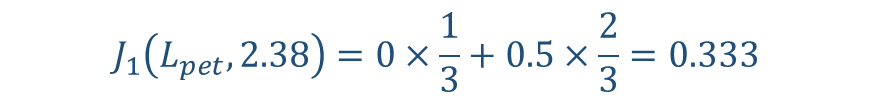 J₁(L_pet, 2.38) = 0 × 1/3 + 0.5 × 2/3 = 0.333